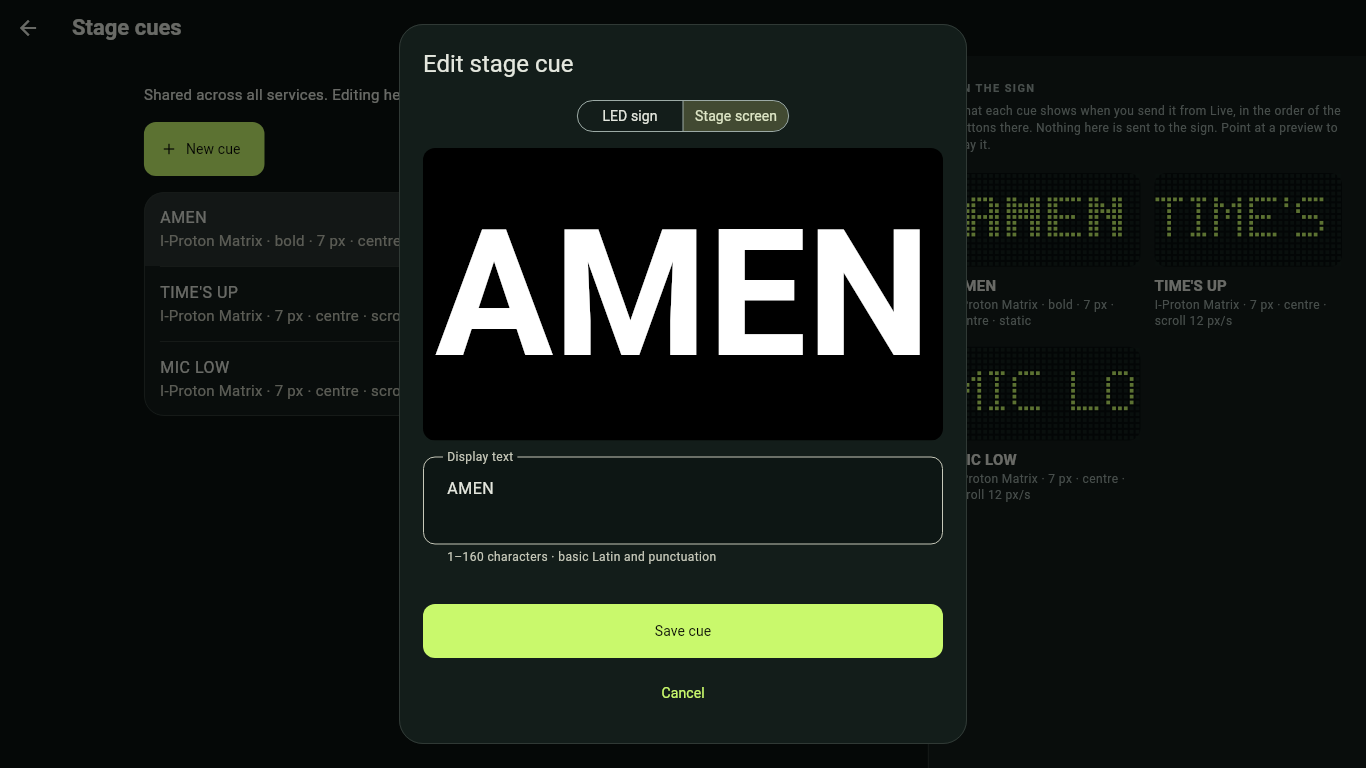 Stage cues
Shared across all services. Editing he
New cue
AMEN
I-Proton Matrix · bold · 7 px · centre
TIME'S UP
I-Proton Matrix · 7 px · centre · scro
MIC LOW
I-Proton Matrix · 7 px · centre · scro
Edit stage cue
LED sign
Stage screen
AMEN
Display text
AMEN
1–160 characters · basic Latin and punctuation
Save cue
Cancel
N THE SIGN
hat each cue shows when you send it from Live, in the order of the
ttons there. Nothing here is sent to the sign. Point at a preview to
ay it.
AMEN
TIME'S
MEN
Proton Matrix · bold · 7 px ·
ntre · static
TIME'S UP
I-Proton Matrix · 7 px · centre ·
scroll 12 px/s
MIC LO
IC LOW
Proton Matrix · 7 px · centre ·
roll 12 px/s